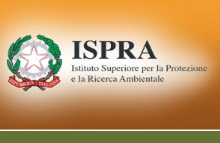 ISPRA
Istituto Superiore per la Protezione
e la Ricerca Ambientale